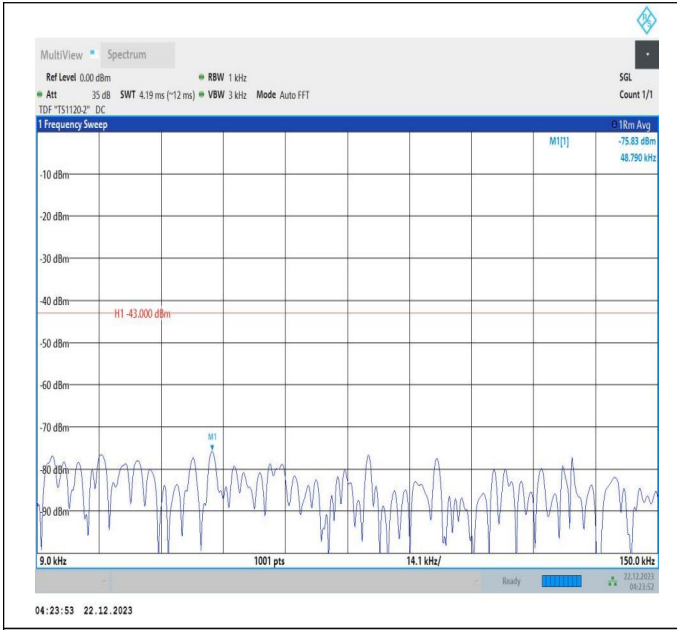 R S
MultiView Spectrum
Ref Level 0.00 dBm RBW 1 kHz SGL
Att 35 dB SWT 4.19 ms (~12 ms) VBW 3 kHz Mode Auto FFT Count 1/1
TDF "TS1120-2" DC
1 Frequency Sweep 1Rm Avg
M1[1] -75.83 dBm
48.790 kHz
-10 dBm
-20 dBm
-30 dBm
-40 dBm
H1 -43.000 dBm
-50 dBm
-60 dBm
-70 dBm
M1
-80 dBm
-90 dBm
9.0 kHz 1001 pts 14.1 kHz/ 150.0 kHz
Ready 22.12.2023
04:23:52
04:23:53 22.12.2023